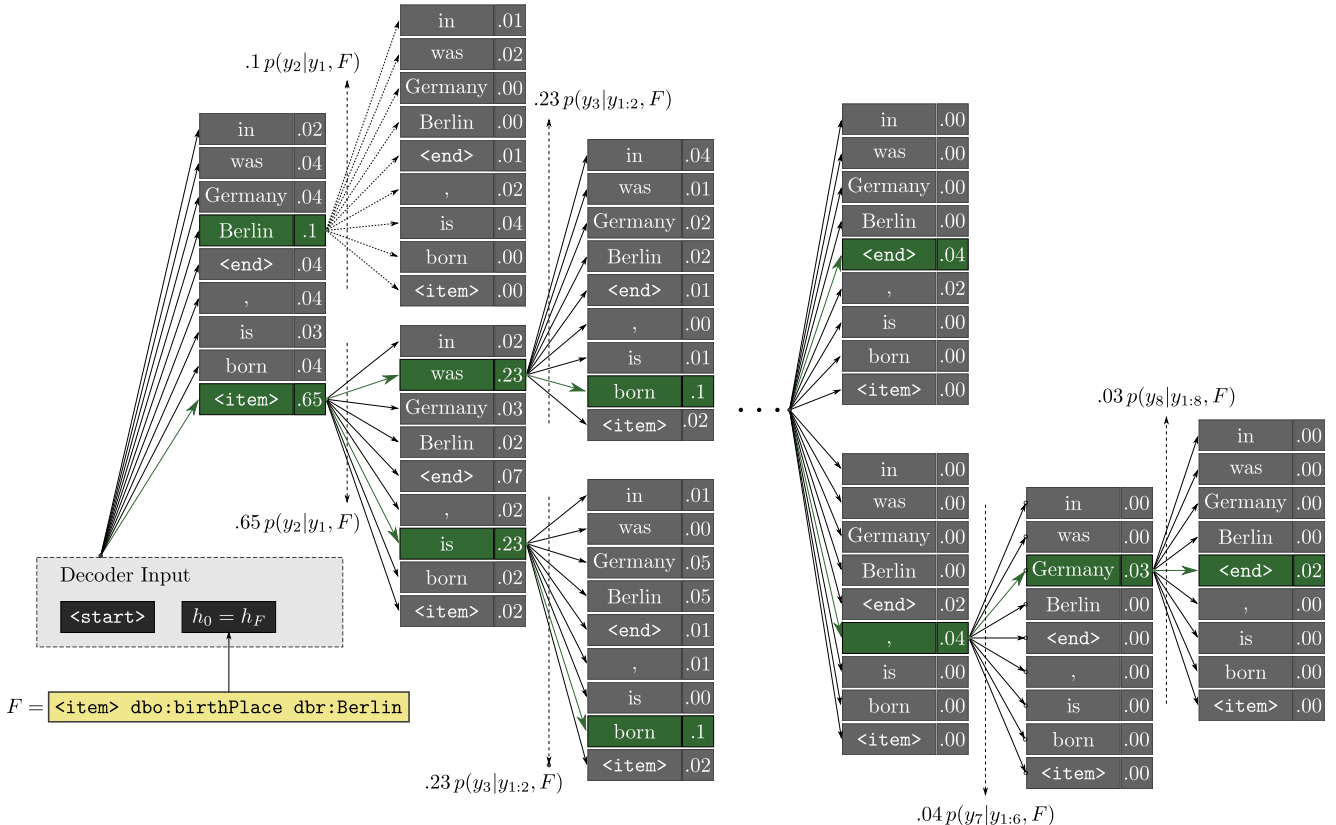 .1 p(y₂|y₁, F)
in .01
was .02
Germany .00
Berlin .00
<end> .01
, .02
is .04
born .00
<item> .00
in .02
was .04
Germany .04
Berlin .1
<end> .04
, .04
is .03
born .04
<item> .65
.65 p(y₂|y₁, F)
in .02
was .23
Germany .03
Berlin .02
<end> .07
, .02
is .23
born .02
<item> .02
.23 p(y₃|y₁:₂, F)
in .04
was .01
Germany .02
Berlin .02
<end> .01
, .00
is .01
born .1
<item> .02
in .01
was .00
Germany .05
Berlin .05
<end> .01
, .01
is .00
born .1
<item> .02
.23 p(y₃|y₁:₂, F)
. . .
in .00
was .00
Germany .00
Berlin .00
<end> .04
, .02
is .00
born .00
<item> .00
in .00
was .00
Germany .00
Berlin .00
<end> .02
, .04
is .00
born .00
<item> .00
.04 p(y₇|y₁:₆, F)
in .00
was .00
Germany .03
Berlin .00
<end> .00
, .00
is .00
born .00
<item> .00
.03 p(y₈|y₁:₈, F)
in .00
was .00
Germany .00
Berlin .00
<end> .02
, .00
is .00
born .00
<item> .00
Decoder Input
<start> h₀ = h_F
F = <item> dbo:birthPlace dbr:Berlin